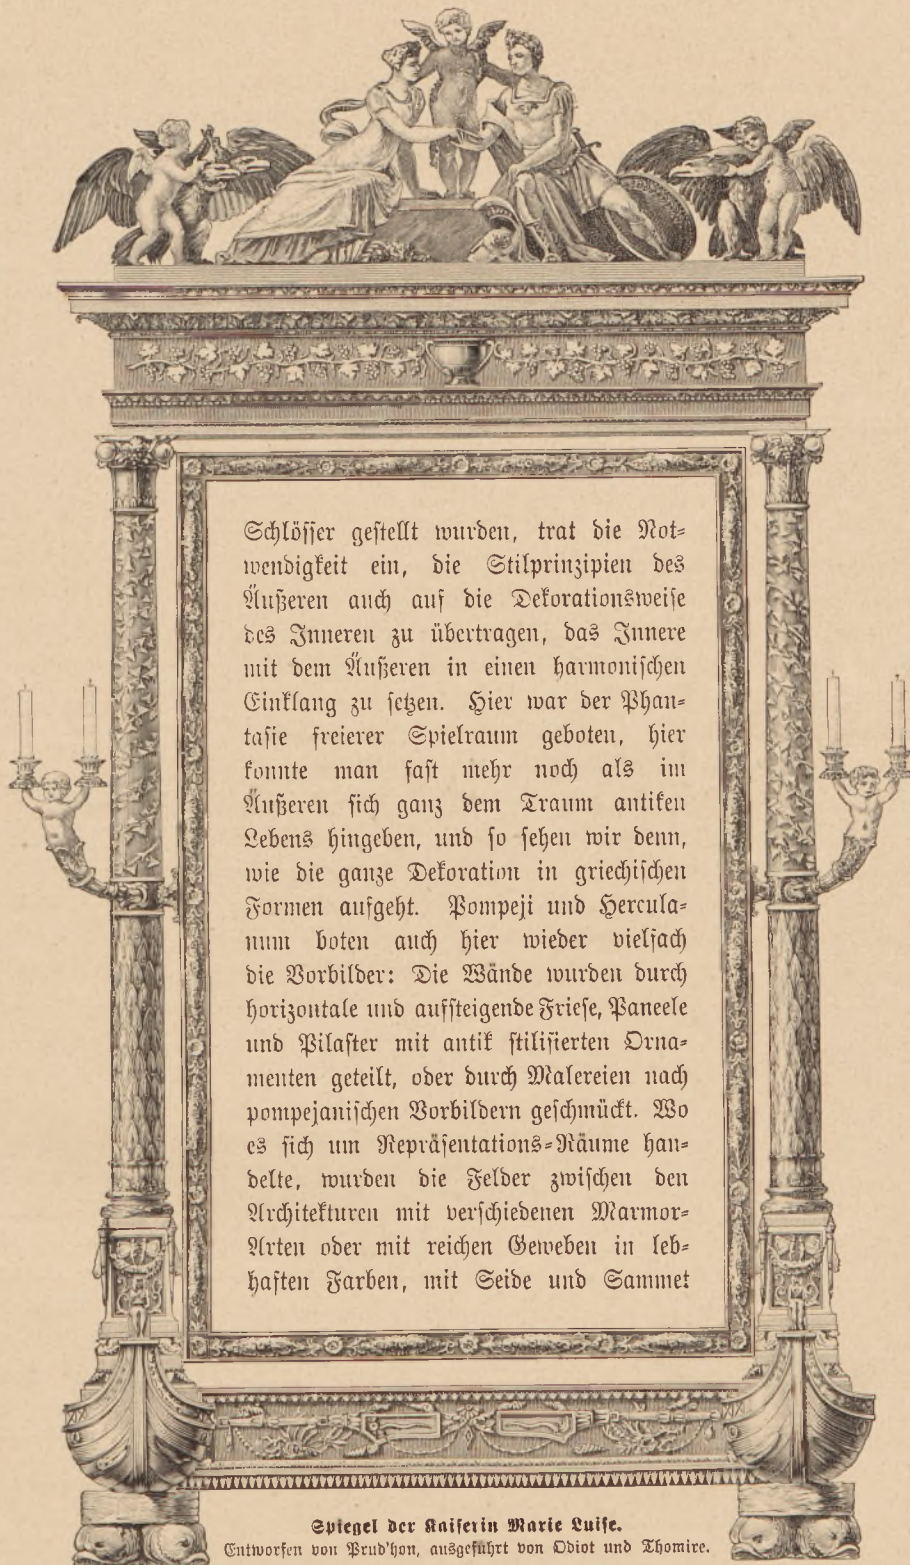 Schlösser gestellt wurden, trat die Not-
wendigkeit ein, die Stilprinzipien des
Äußeren auch auf die Dekorationsweise
des Inneren zu übertragen, das Innere
mit dem Äußeren in einen harmonischen
Einklang zu setzen. Hier war der Phan-
tasie freierer Spielraum geboten, hier
konnte man fast mehr noch als im
Äußeren sich ganz dem Traum antiken
Lebens hingeben, und so sehen wir denn,
wie die ganze Dekoration in griechischen
Formen aufgeht. Pompeji und Hercula-
num boten auch hier wieder vielfach
die Vorbilder: Die Wände wurden durch
horizontale und aufsteigende Friese, Paneele
und Pilaster mit antik stilisierten Orna-
menten geteilt, oder durch Malereien nach
pompejanischen Vorbildern geschmückt. Wo
es sich um Repräsentations-Räume han-
delte, wurden die Felder zwischen den
Architekturen mit verschiedenen Marmor-
Arten oder mit reichen Geweben in leb-
haften Farben, mit Seide und Sammet
Spiegel der Kaiserin Marie Luise.
Entworfen von Prud'hon, ausgeführt von Odiot und Thomire.